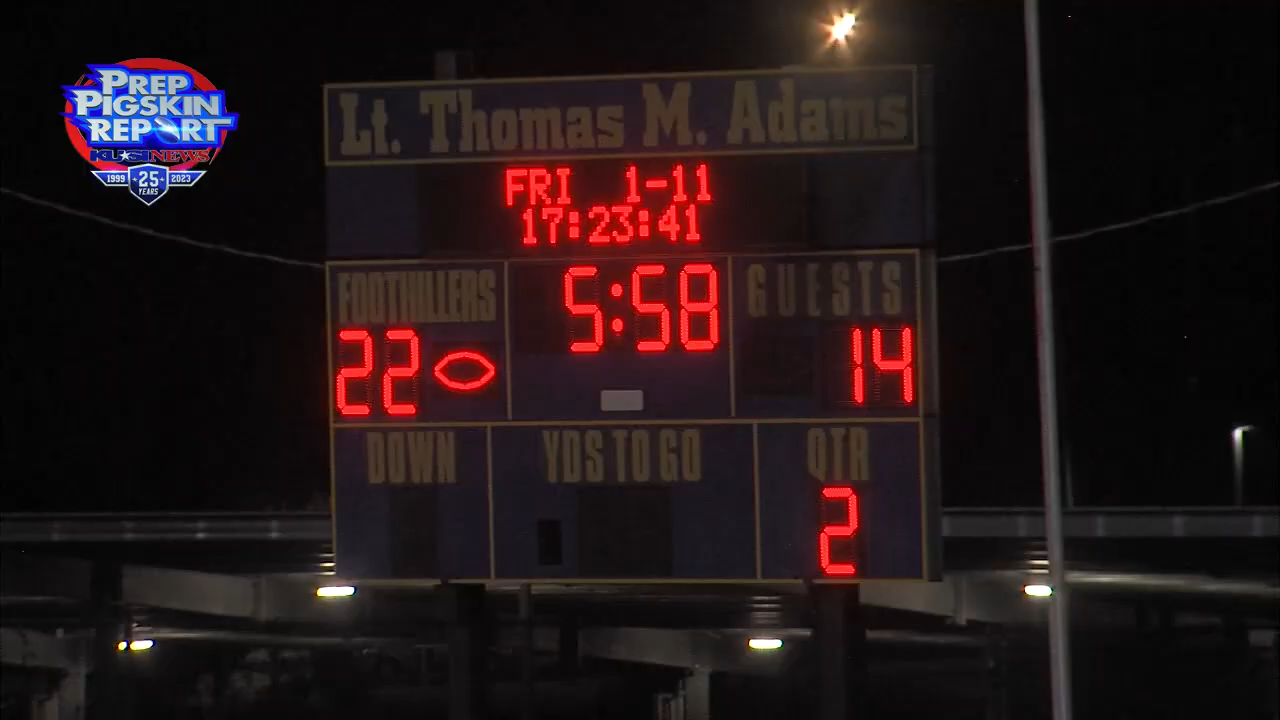 PREP
PIGSKIN
REPORT
KUSI NEWS
1999 25 2023
YEARS
Lt. Thomas M. Adams
FRI 1-11
17:23:41
FOOTHILLERS 5:58 GUESTS
22 14
DOWN YDS TO GO QTR
2